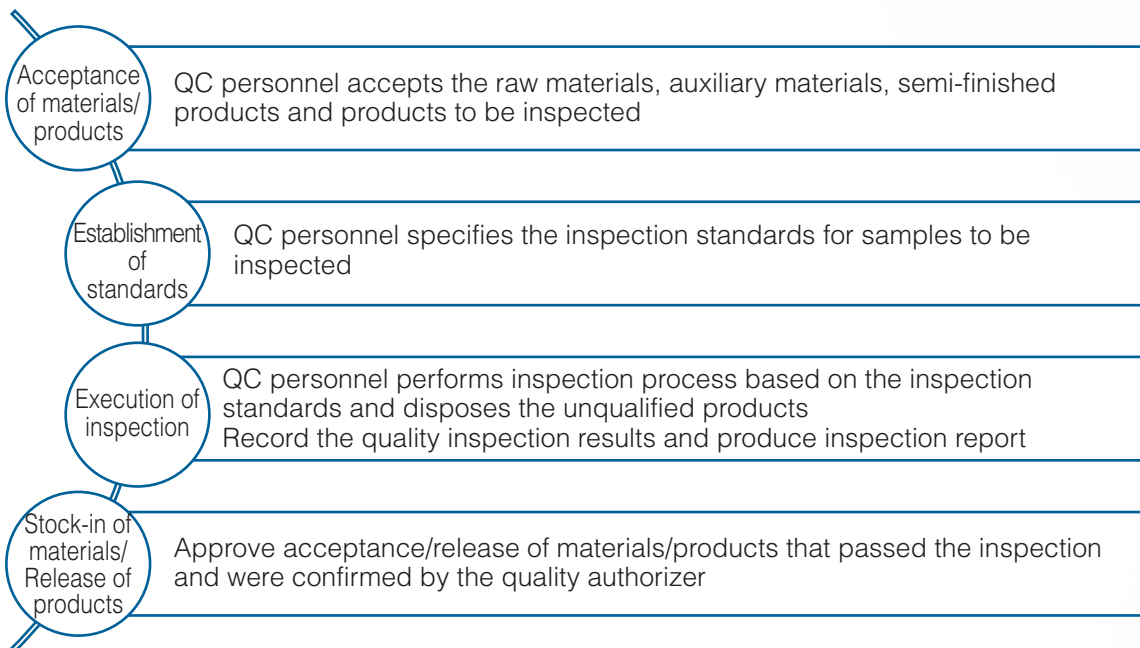 Acceptance
of materials/
products
QC personnel accepts the raw materials, auxiliary materials, semi-finished
products and products to be inspected
Establishment
of
standards
QC personnel specifies the inspection standards for samples to be
inspected
Execution of
inspection
QC personnel performs inspection process based on the inspection
standards and disposes the unqualified products
Record the quality inspection results and produce inspection report
Stock-in of
materials/
Release of
products
Approve acceptance/release of materials/products that passed the inspection
and were confirmed by the quality authorizer